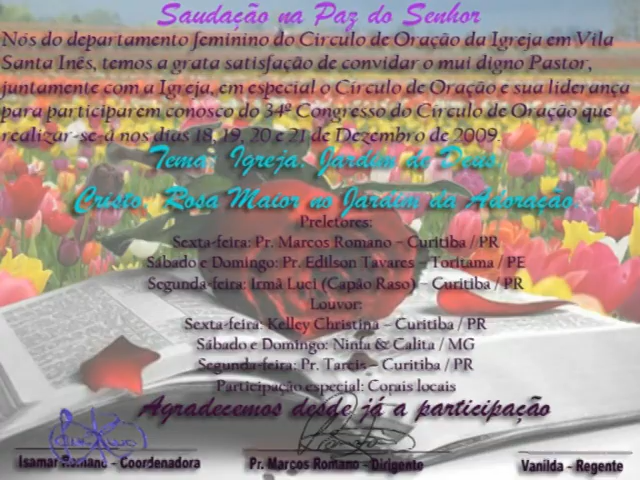 Saudação na Paz do Senhor
Nós do departamento feminino do Círculo de Oração da Igreja em Vila
Santa Inês, temos a grata satisfação de convidar o mui digno Pastor,
juntamente com a Igreja, em especial o Círculo de Oração e sua liderança
para participarem conosco do 34º Congresso do Círculo de Oração que
realizar-se-á nos dias 18, 19, 20 e 21 de Dezembro de 2009.
Tema: Igreja, Jardim de Deus
Cristo, Rosa Maior no Jardim da Adoração.
Preletores:
Sexta-feira: Pr. Marcos Romano – Curitiba / PR
Sábado e Domingo: Pr. Edilson Tavares – Toritama / PE
Segunda-feira: Irmã Luci (Capão Raso) – Curitiba / PR
Louvor:
Sexta-feira: Kelley Christina – Curitiba / PR
Sábado e Domingo: Ninfa & Calita / MG
Segunda-feira: Pr. Tarcis – Curitiba / PR
Participação especial: Corais locais
Agradecemos desde já a participação
Isamar Romano - Coordenadora
Pr. Marcos Romano - Dirigente
Vanilda - Regente